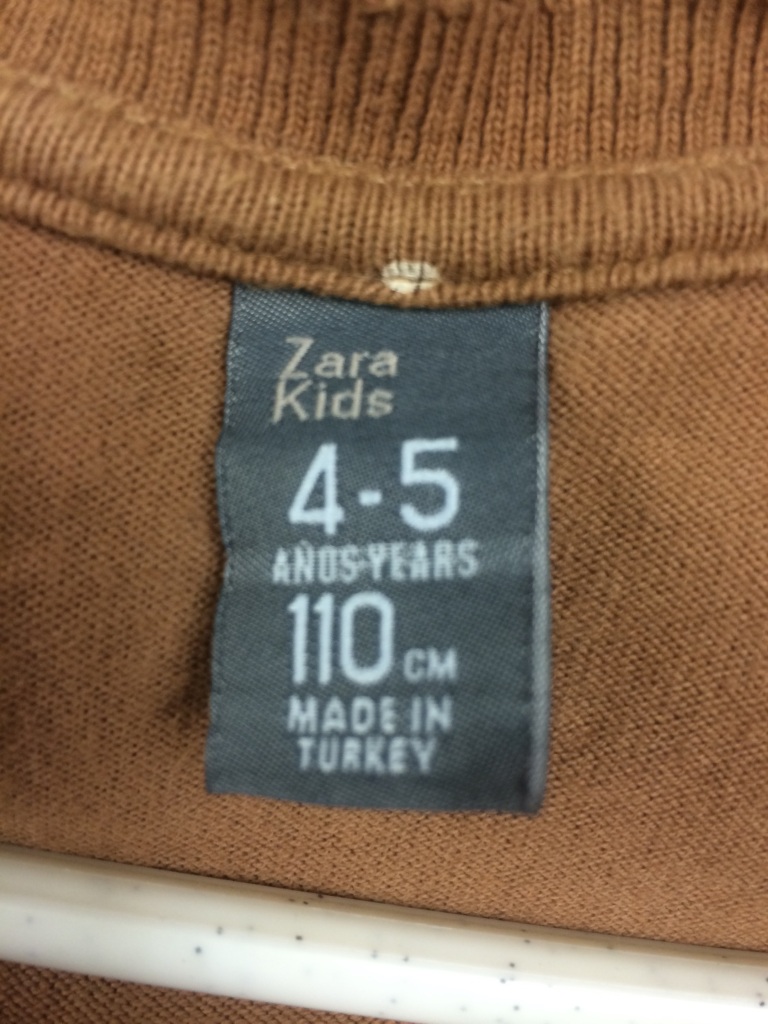 Zara
Kids
4-5
AÑOS-YEARS
110 CM
MADE IN
TURKEY